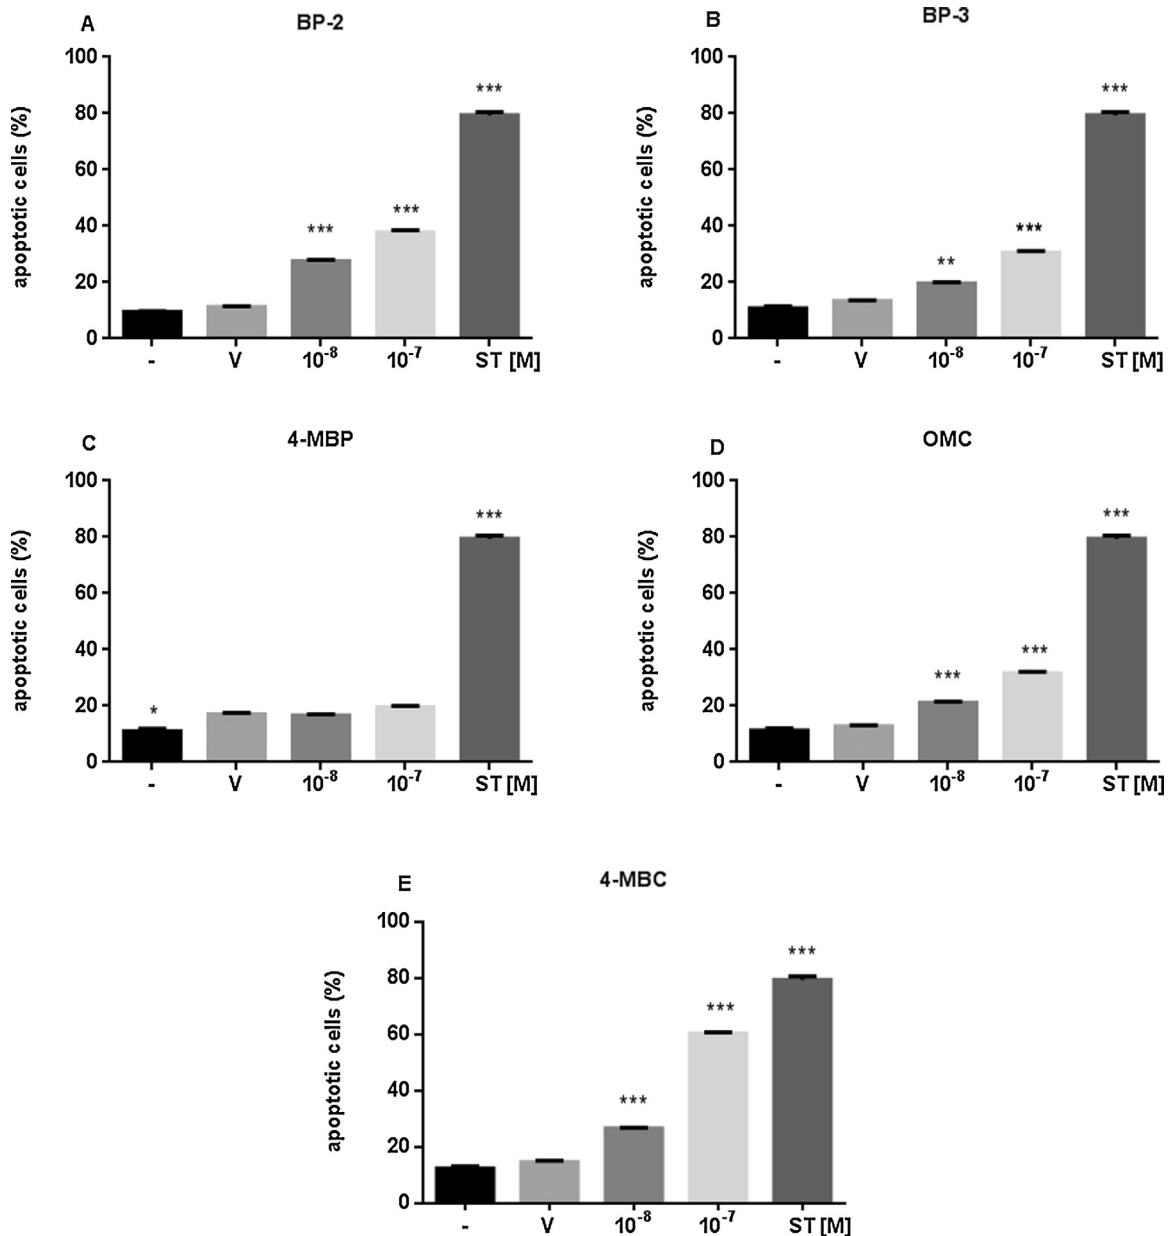 A BP-2
apoptotic cells (%)
100
80
60
40
20
0
***
***
***
- V 10⁻⁸ 10⁻⁷ ST [M]
B BP-3
apoptotic cells (%)
100
80
60
40
20
0
**
***
***
- V 10⁻⁸ 10⁻⁷ ST [M]
C 4-MBP
apoptotic cells (%)
100
80
60
40
20
0
*
***
- V 10⁻⁸ 10⁻⁷ ST [M]
D OMC
apoptotic cells (%)
100
80
60
40
20
0
***
***
***
- V 10⁻⁸ 10⁻⁷ ST [M]
E 4-MBC
apoptotic cells (%)
100
80
60
40
20
0
***
***
***
- V 10⁻⁸ 10⁻⁷ ST [M]